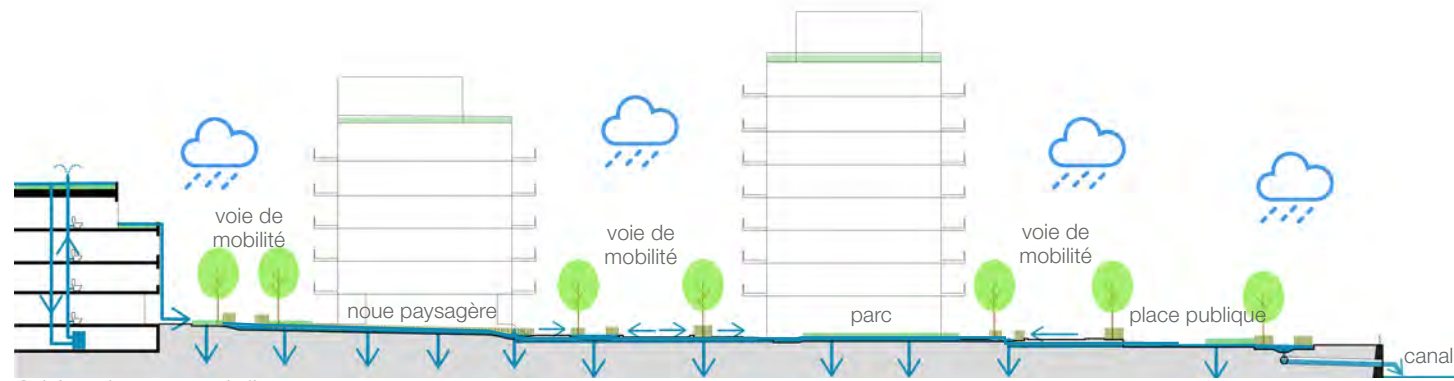 voie de
mobilité
noue paysagère
voie de
mobilité
parc
voie de
mobilité
place publique
canal